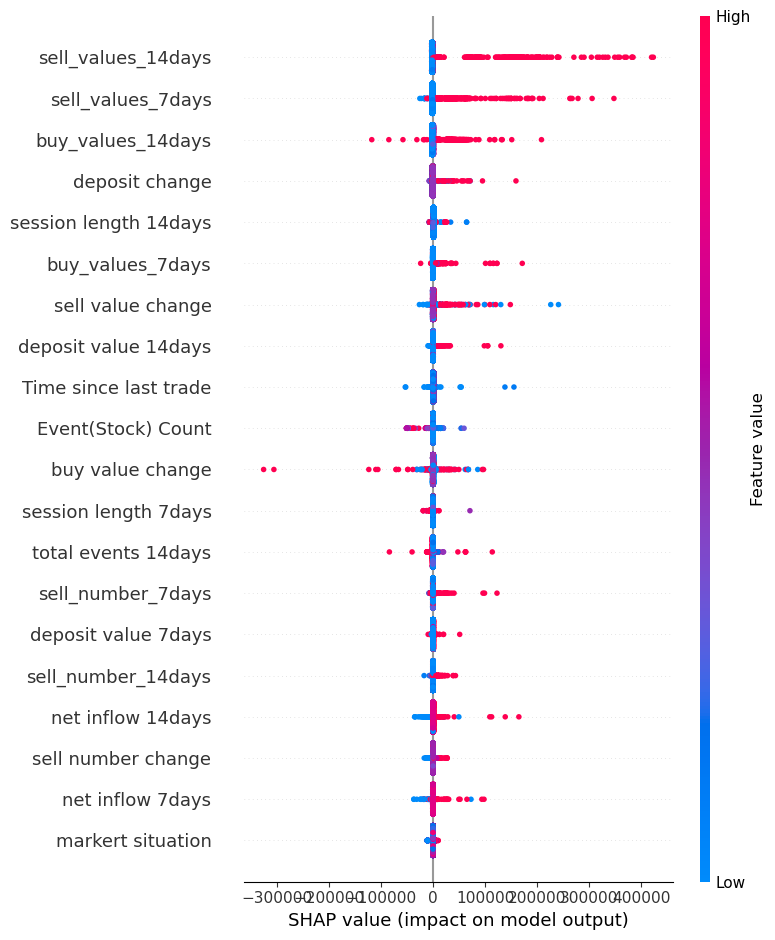 High
sell_values_14days
sell_values_7days
buy_values_14days
deposit change
session length 14days
buy_values_7days
sell value change
deposit value 14days
Time since last trade
Event(Stock) Count
buy value change
session length 7days
total events 14days
sell_number_7days
deposit value 7days
sell_number_14days
net inflow 14days
sell number change
net inflow 7days
markert situation
Feature value
Low
−300000 −200000 −100000 0 100000 200000 300000 400000
SHAP value (impact on model output)